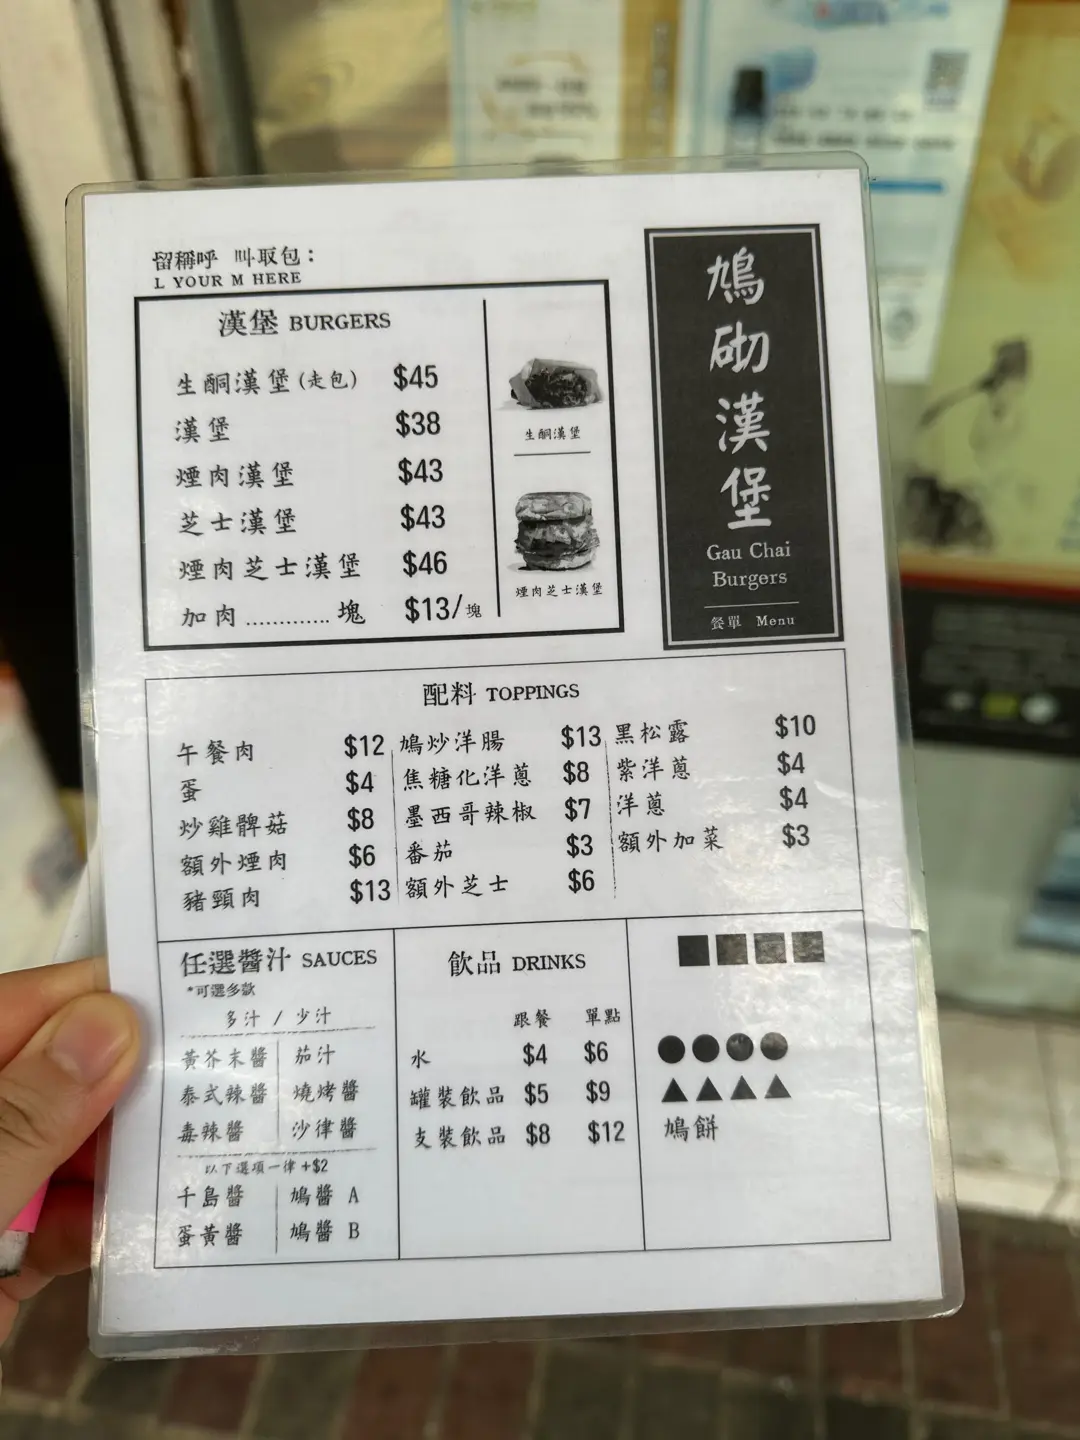 留稱呼 叫取包：
L YOUR M HERE
漢堡 BURGERS
生酮漢堡(走包) $45
漢堡 $38
煙肉漢堡 $43
芝士漢堡 $43
煙肉芝士漢堡 $46
加肉.............塊 $13/塊
生酮漢堡
煙肉芝士漢堡
鳩砌漢堡
Gau Chai
Burgers
餐單 Menu
配料 TOPPINGS
午餐肉 $12
蛋 $4
炒雞髀菇 $8
額外煙肉 $6
豬頸肉 $13
鳩炒洋腸 $13
焦糖化洋蔥 $8
墨西哥辣椒 $7
番茄 $3
額外芝士 $6
黑松露 $10
紫洋蔥 $4
洋蔥 $4
額外加菜 $3
任選醬汁 SAUCES
*可選多款
多汁 / 少汁
黃芥末醬 茄汁
泰式辣醬 燒烤醬
毒辣醬 沙律醬
以下選項一律+$2
千島醬 鳩醬 A
蛋黃醬 鳩醬 B
飲品 DRINKS
跟餐 單點
水 $4 $6
罐裝飲品 $5 $9
支裝飲品 $8 $12
鳩餅